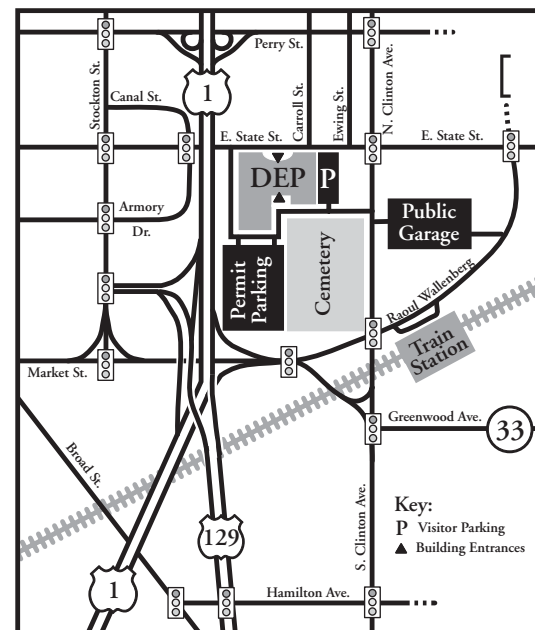 Perry St.
Stockton St.
Canal St.
1
Carroll St.
Ewing St.
N. Clinton Ave.
E. State St.
E. State St.
DEP
P
Armory
Dr.
Public
Garage
Permit
Parking
Cemetery
Raoul Wallenberg
Train
Station
Market St.
Greenwood Ave.
33
Broad St.
S. Clinton Ave.
Key:
P Visitor Parking
Building Entrances
129
1
Hamilton Ave.